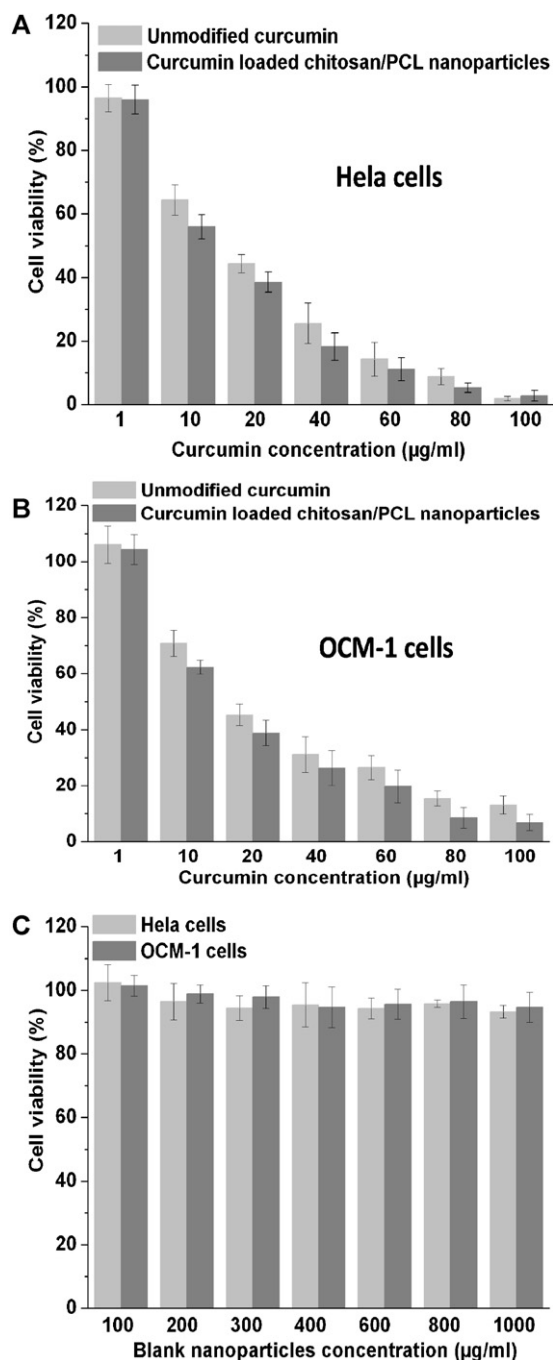 A
120
Unmodified curcumin
Curcumin loaded chitosan/PCL nanoparticles
100
80
60
40
20
0
Cell viability (%)
Hela cells
1 10 20 40 60 80 100
Curcumin concentration (µg/ml)
B
120
Unmodified curcumin
Curcumin loaded chitosan/PCL nanoparticles
100
80
60
40
20
0
Cell viability (%)
OCM-1 cells
1 10 20 40 60 80 100
Curcumin concentration (µg/ml)
C
120
Hela cells
OCM-1 cells
100
80
60
40
20
0
Cell viability (%)
100 200 300 400 600 800 1000
Blank nanoparticles concentration (µg/ml)